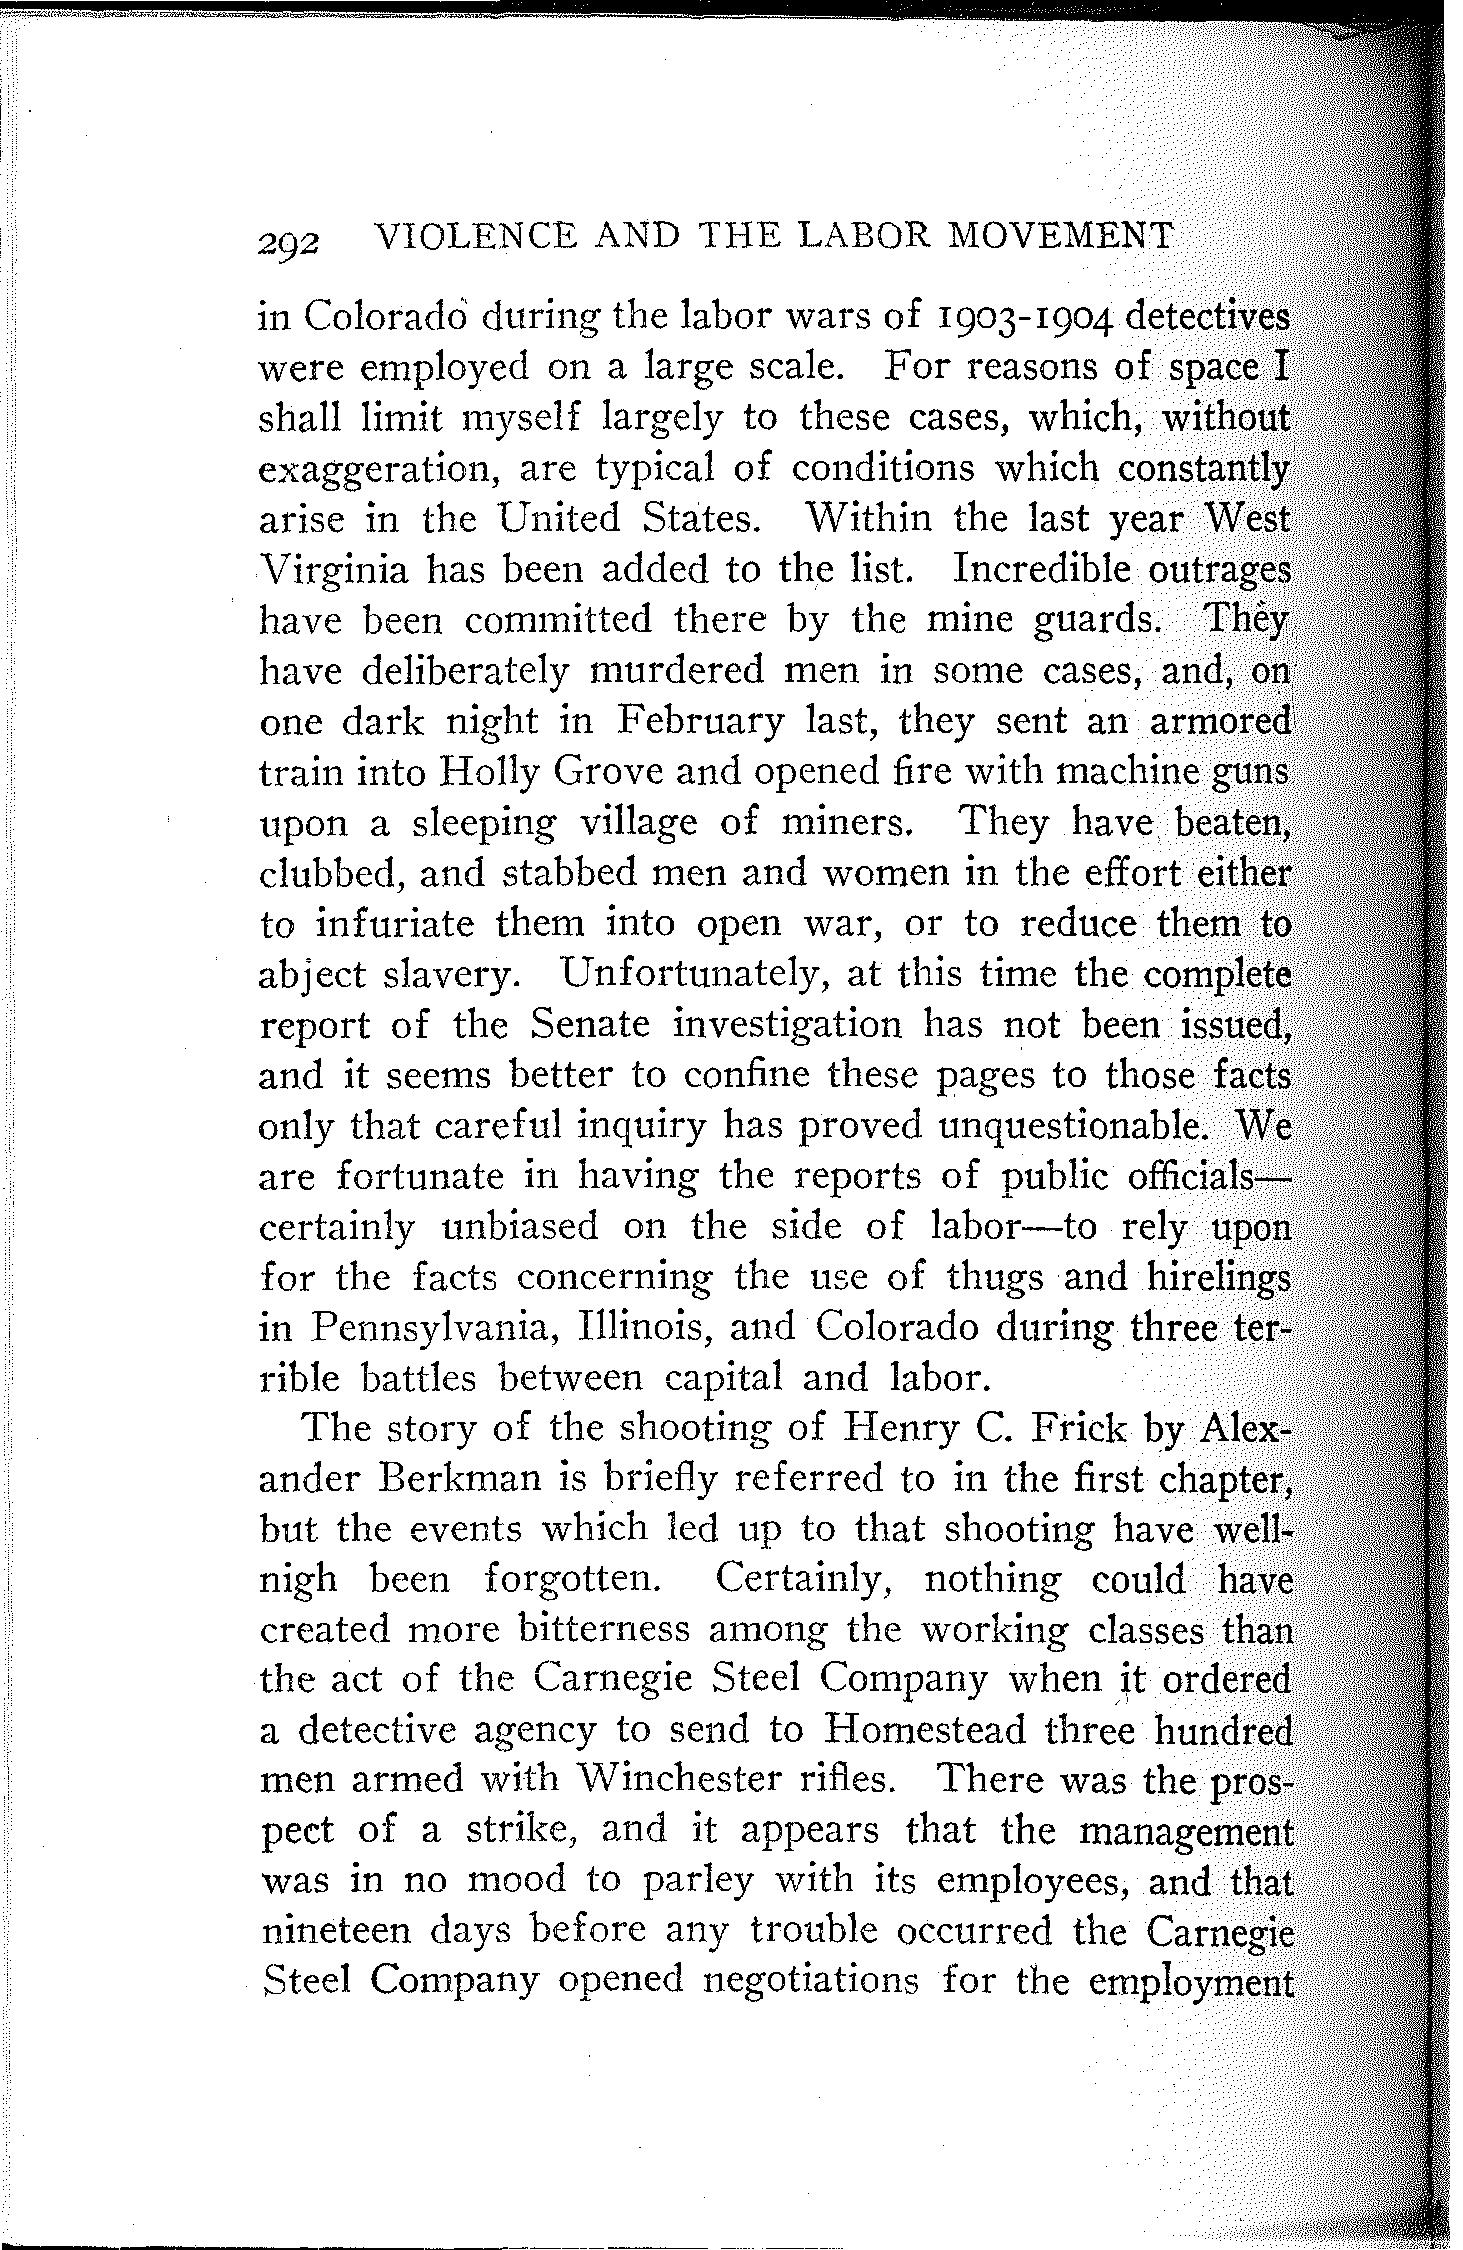 292 VIOLENCE AND THE LABOR MOVEMENT
in Colorado during the labor wars of 1903-1904 detectives
were employed on a large scale. For reasons of space I
shall limit myself largely to these cases, which, without
exaggeration, are typical of conditions which constantly
arise in the United States. Within the last year West
Virginia has been added to the list. Incredible outrages
have been committed there by the mine guards. They
have deliberately murdered men in some cases, and, on
one dark night in February last, they sent an armored
train into Holly Grove and opened fire with machine guns
upon a sleeping village of miners. They have beaten,
clubbed, and stabbed men and women in the effort either
to infuriate them into open war, or to reduce them to
abject slavery. Unfortunately, at this time the complete
report of the Senate investigation has not been issued,
and it seems better to confine these pages to those facts
only that careful inquiry has proved unquestionable. We
are fortunate in having the reports of public officials—
certainly unbiased on the side of labor—to rely upon
for the facts concerning the use of thugs and hirelings
in Pennsylvania, Illinois, and Colorado during three ter-
rible battles between capital and labor.
The story of the shooting of Henry C. Frick by Alex-
ander Berkman is briefly referred to in the first chapter,
but the events which led up to that shooting have well-
nigh been forgotten. Certainly, nothing could have
created more bitterness among the working classes than
the act of the Carnegie Steel Company when it ordered
a detective agency to send to Homestead three hundred
men armed with Winchester rifles. There was the pros-
pect of a strike, and it appears that the management
was in no mood to parley with its employees, and that
nineteen days before any trouble occurred the Carnegie
Steel Company opened negotiations for the employment